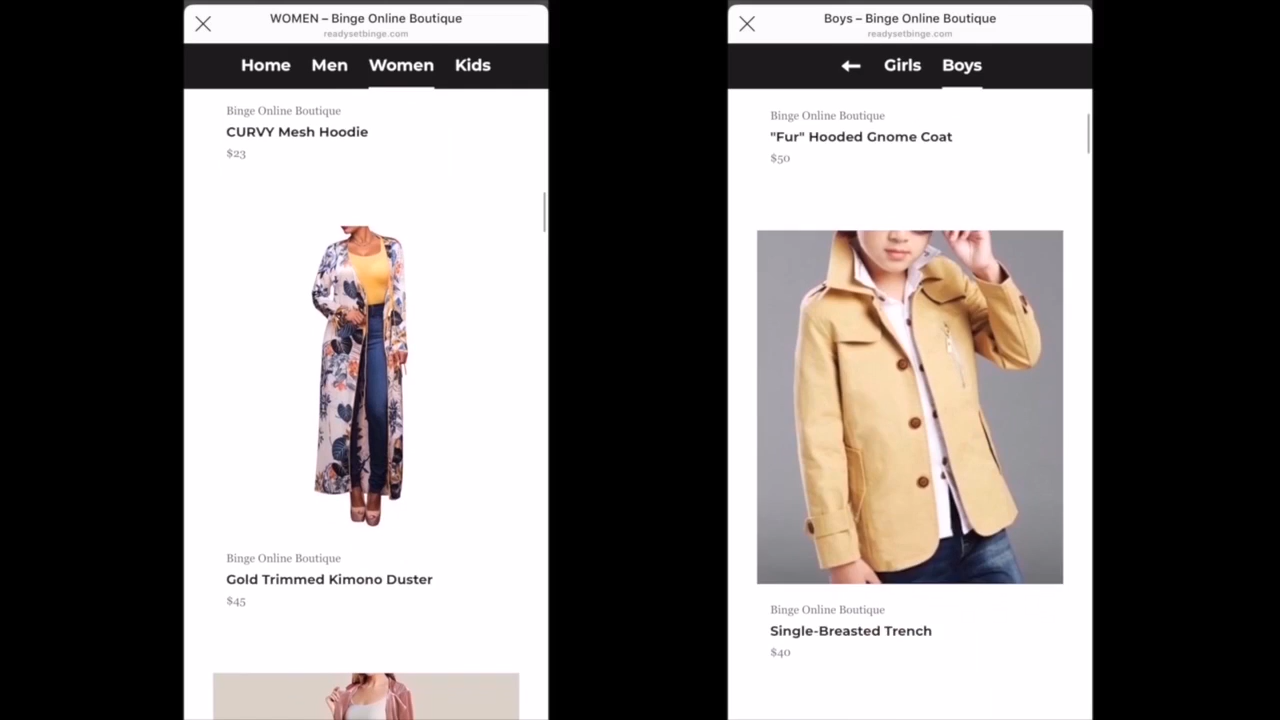 WOMEN – Binge Online Boutique
readysetbinge.com
Home Men Women Kids
Binge Online Boutique
CURVY Mesh Hoodie
$23
Binge Online Boutique
Gold Trimmed Kimono Duster
$45
Boys – Binge Online Boutique
readysetbinge.com
Girls Boys
Binge Online Boutique
"Fur" Hooded Gnome Coat
$50
Binge Online Boutique
Single-Breasted Trench
$40